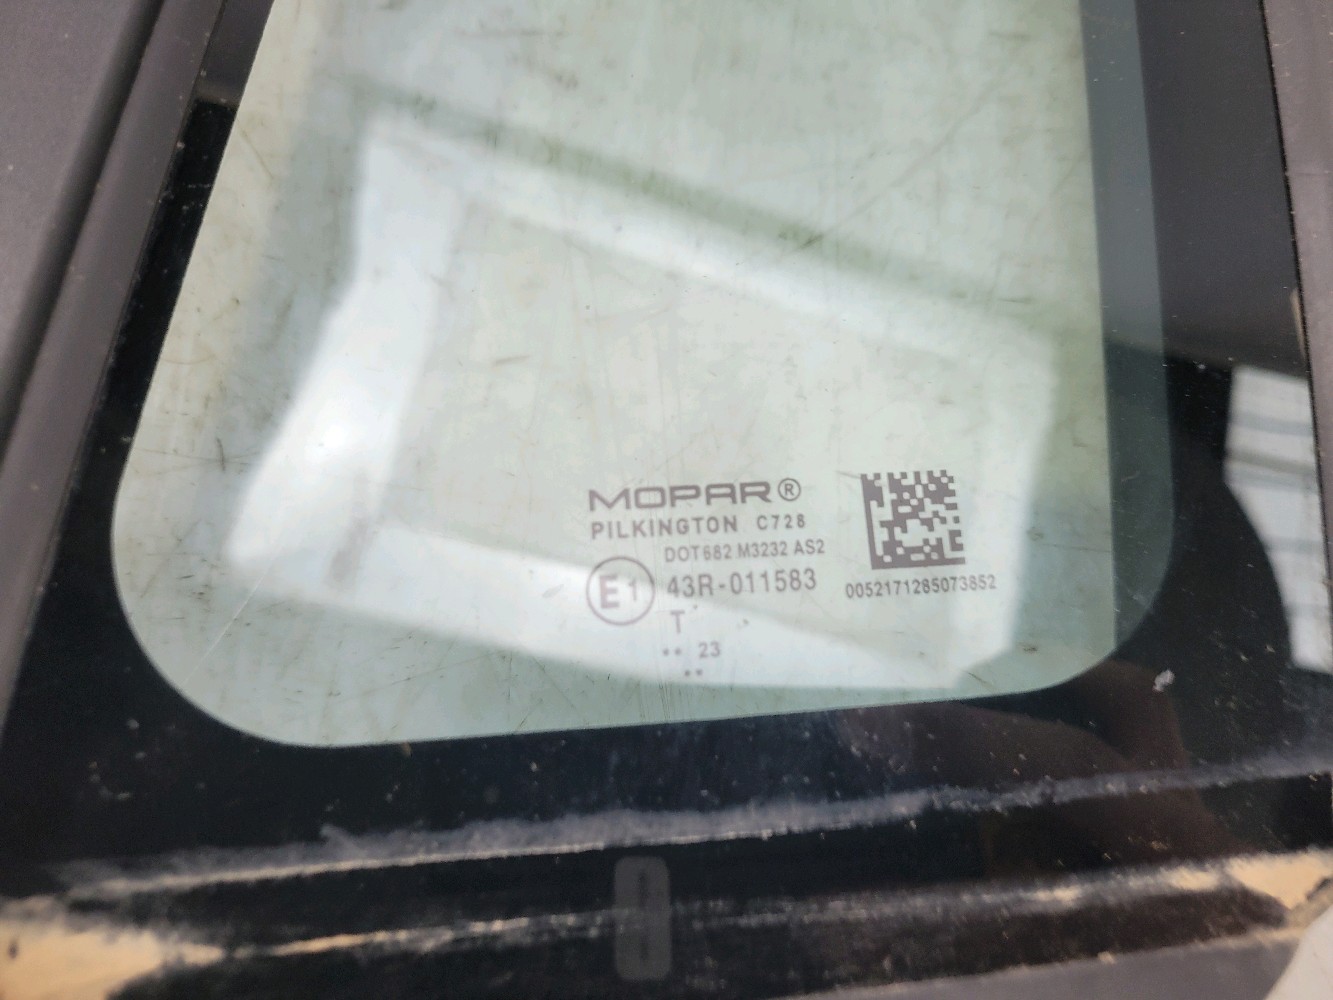 MOPAR®
PILKINGTON C728
DOT682 M3232 AS2
E1 43R-011583
T
.. 23
..
0052171285073852